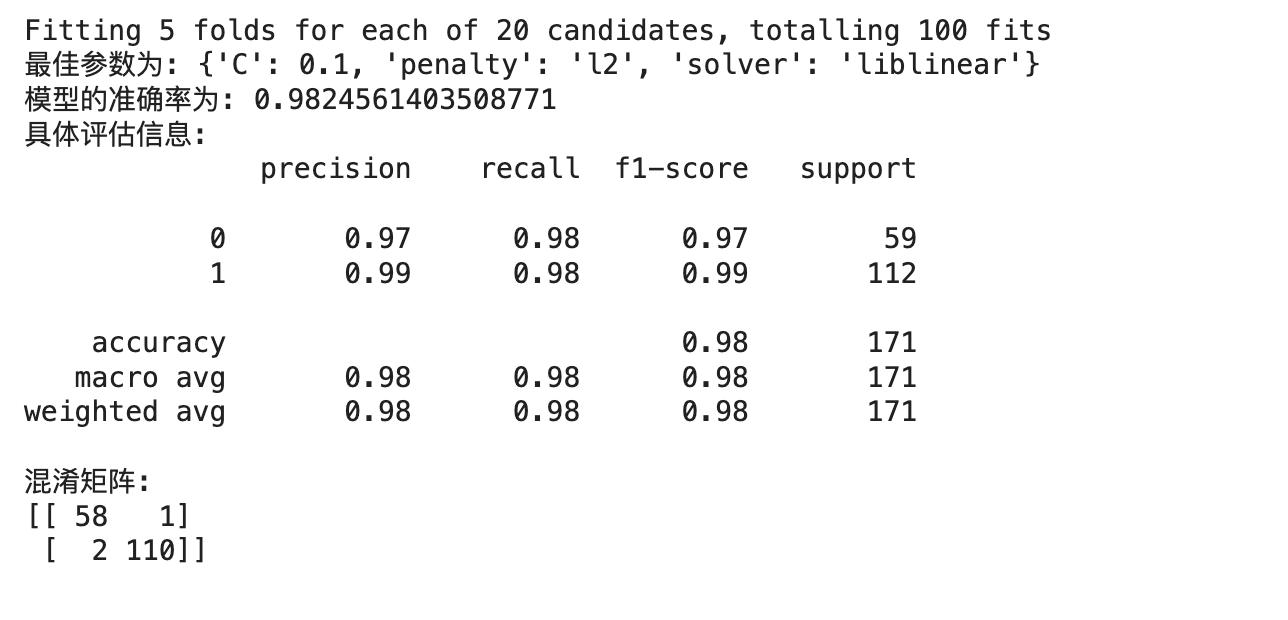 Fitting 5 folds for each of 20 candidates, totalling 100 fits
最佳参数为: {'C': 0.1, 'penalty': 'l2', 'solver': 'liblinear'}
模型的准确率为: 0.9824561403508771
具体评估信息:
              precision    recall  f1-score   support

           0       0.97      0.98      0.97        59
           1       0.99      0.98      0.99       112

    accuracy                           0.98       171
   macro avg       0.98      0.98      0.98       171
weighted avg       0.98      0.98      0.98       171

混淆矩阵:
[[ 58   1]
 [  2 110]]